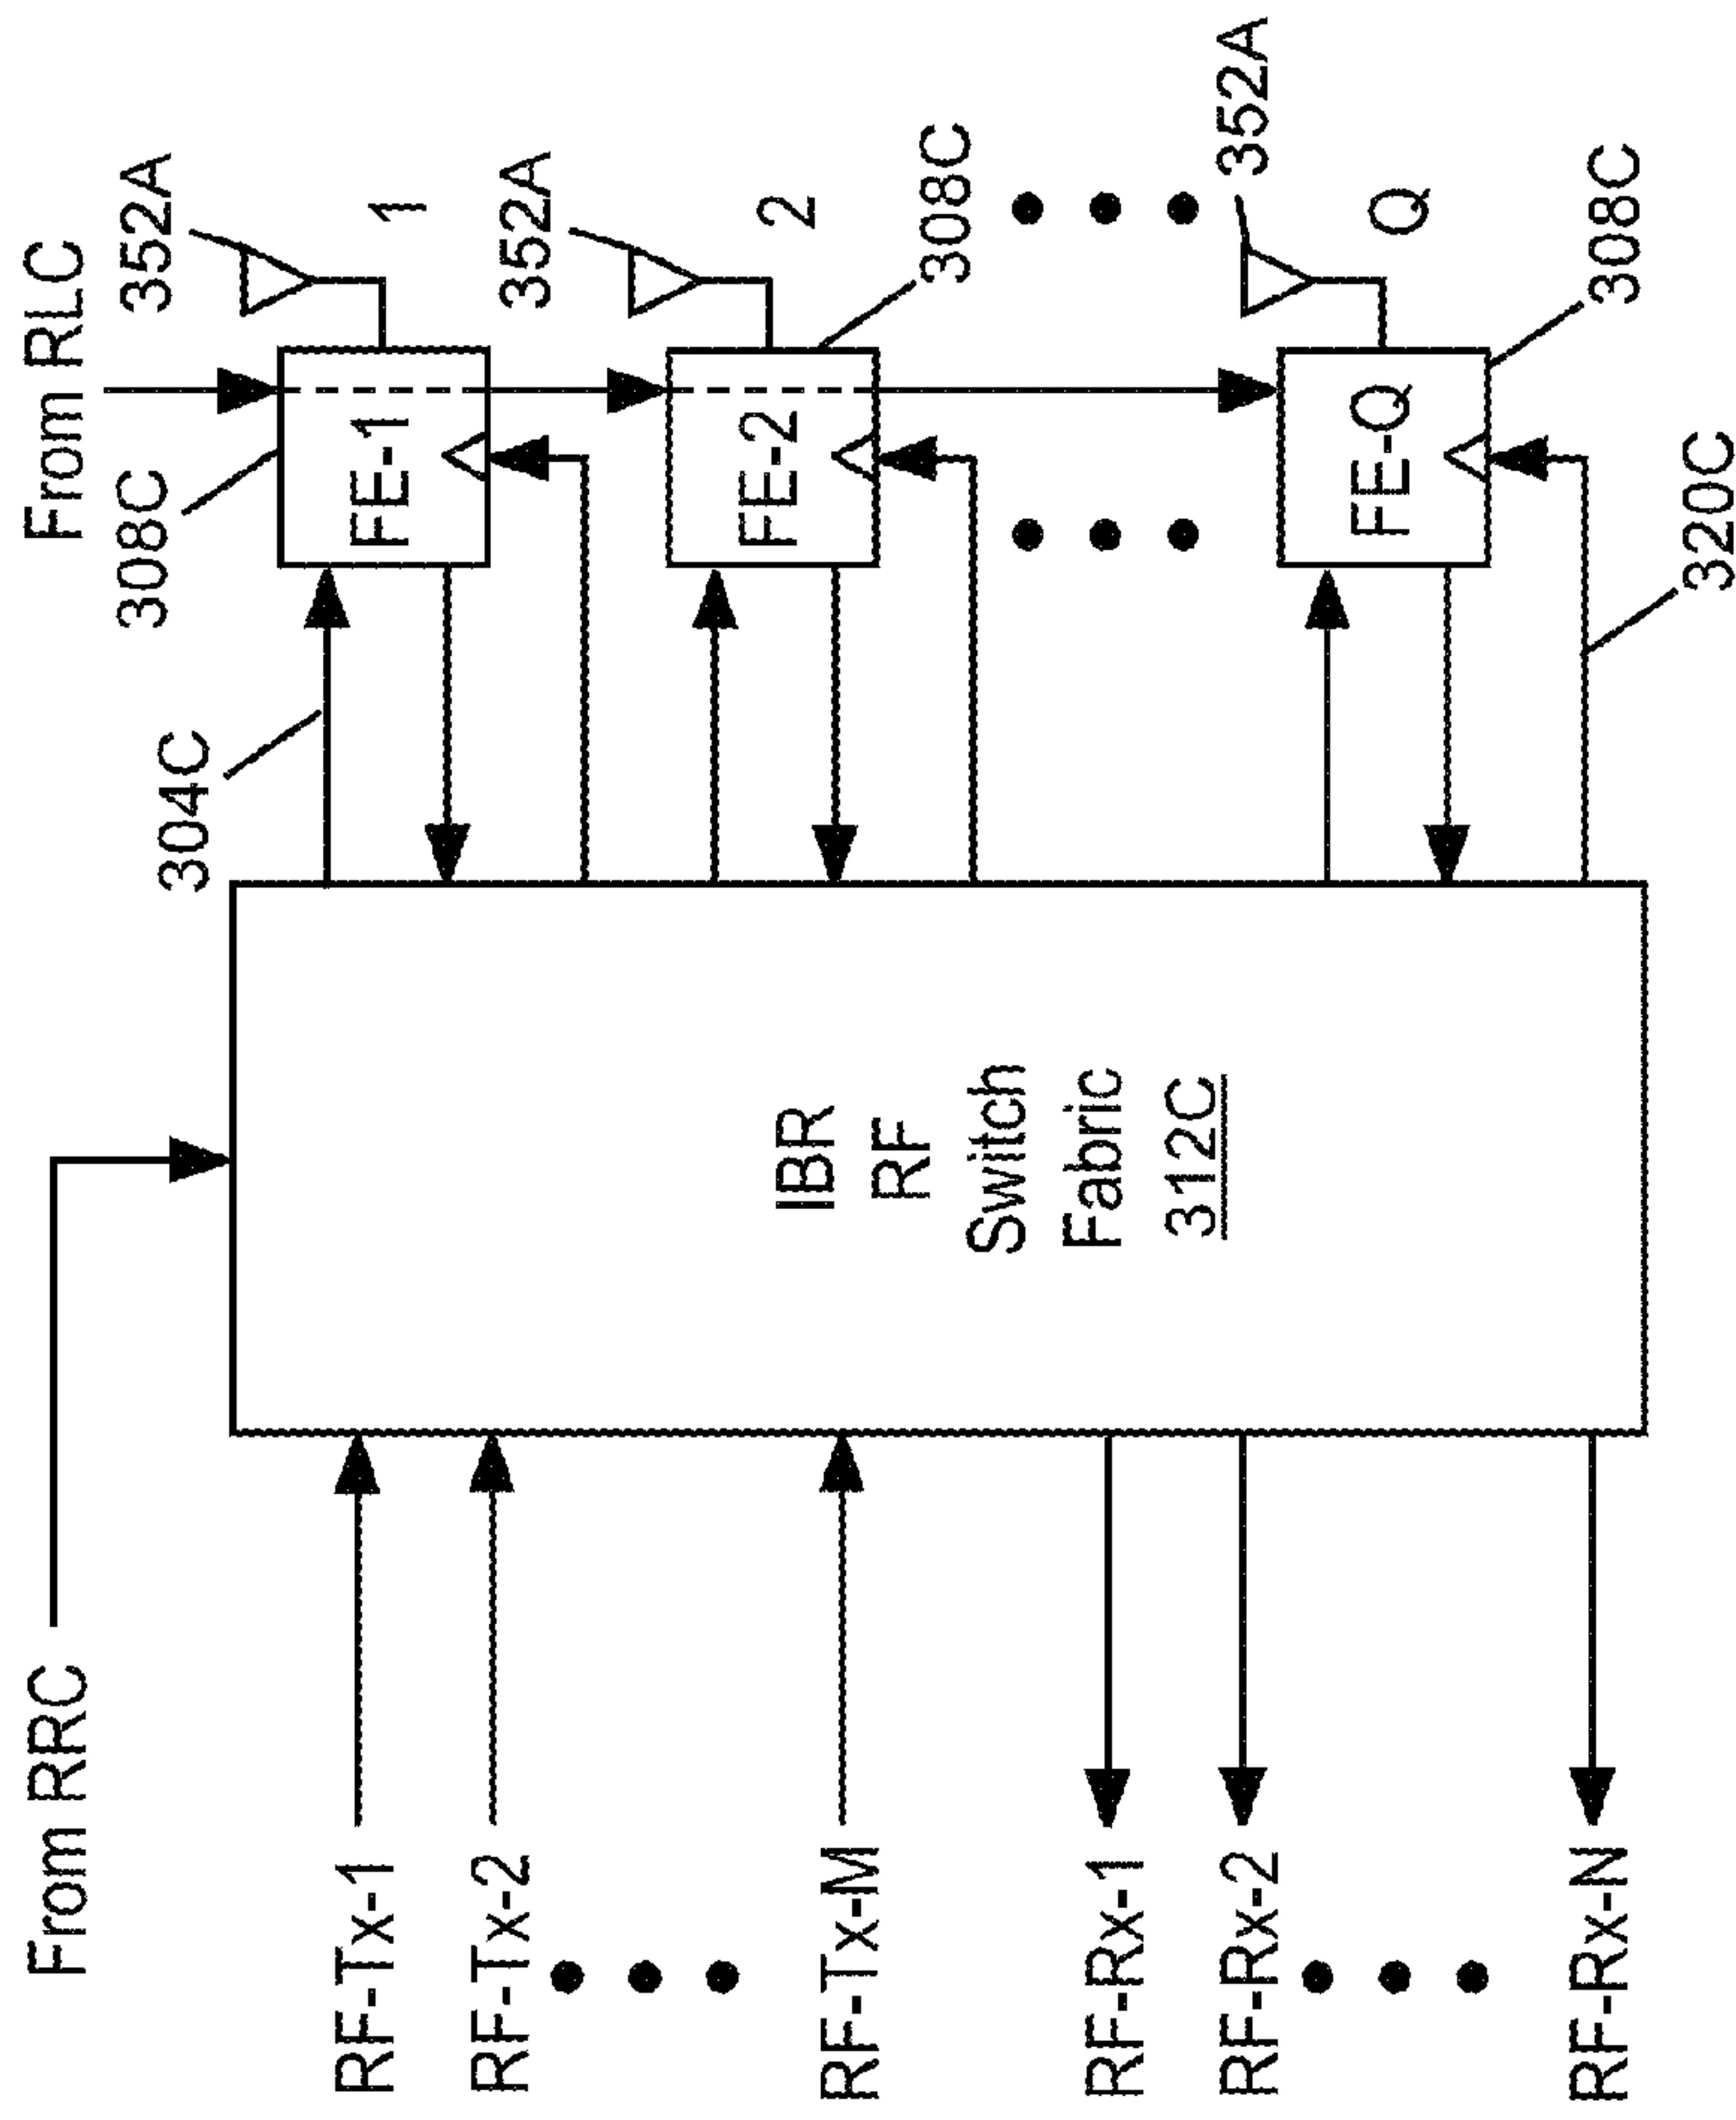 From RRC
From RLC
RF-Tx-1
RF-Tx-2
RF-Tx-M
RF-Rx-1
RF-Rx-2
RF-Rx-N
IBR
RF
Switch
Fabric
312C
304C
308C
FE-1
352A
1
FE-2
352A
2
308C
FE-Q
352A
Q
308C
320C